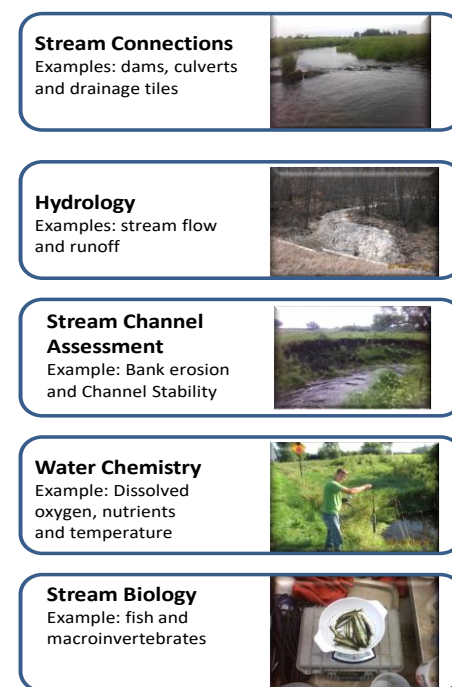 Stream Connections
Examples: dams, culverts
and drainage tiles
Hydrology
Examples: stream flow
and runoff
Stream Channel
Assessment
Example: Bank erosion
and Channel Stability
Water Chemistry
Example: Dissolved
oxygen, nutrients
and temperature
Stream Biology
Example: fish and
macroinvertebrates